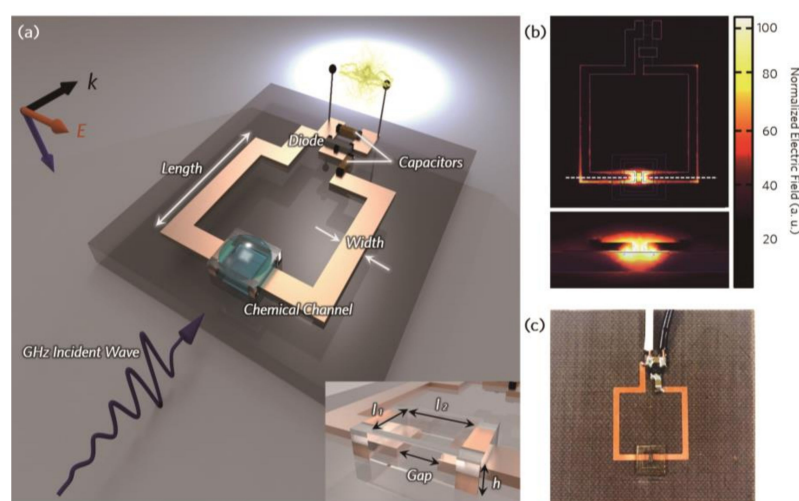 (a)
k
E
Diode
Capacitors
Length
Width
Chemical Channel
GHz Incident Wave
l₁
l₂
Gap
h
(b)
100
80
60
40
20
Normalized Electric Field (a. u.)
(c)